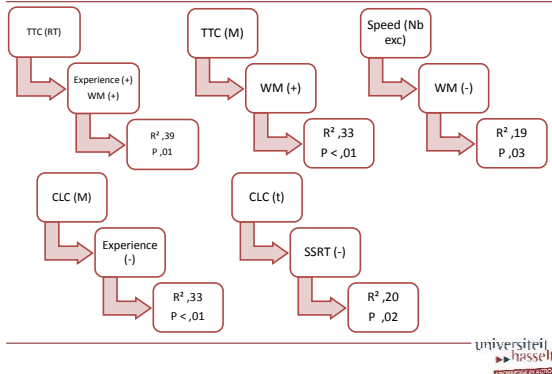 TTC (RT)
Experience (+)
WM (+)
R² ,39
P ,01
TTC (M)
WM (+)
R² ,33
P < ,01
Speed (Nb
exc)
WM (-)
R² ,19
P ,03
CLC (M)
Experience
(-)
R² ,33
P < ,01
CLC (t)
SSRT (-)
R² ,20
P ,02
universiteit
hasselt